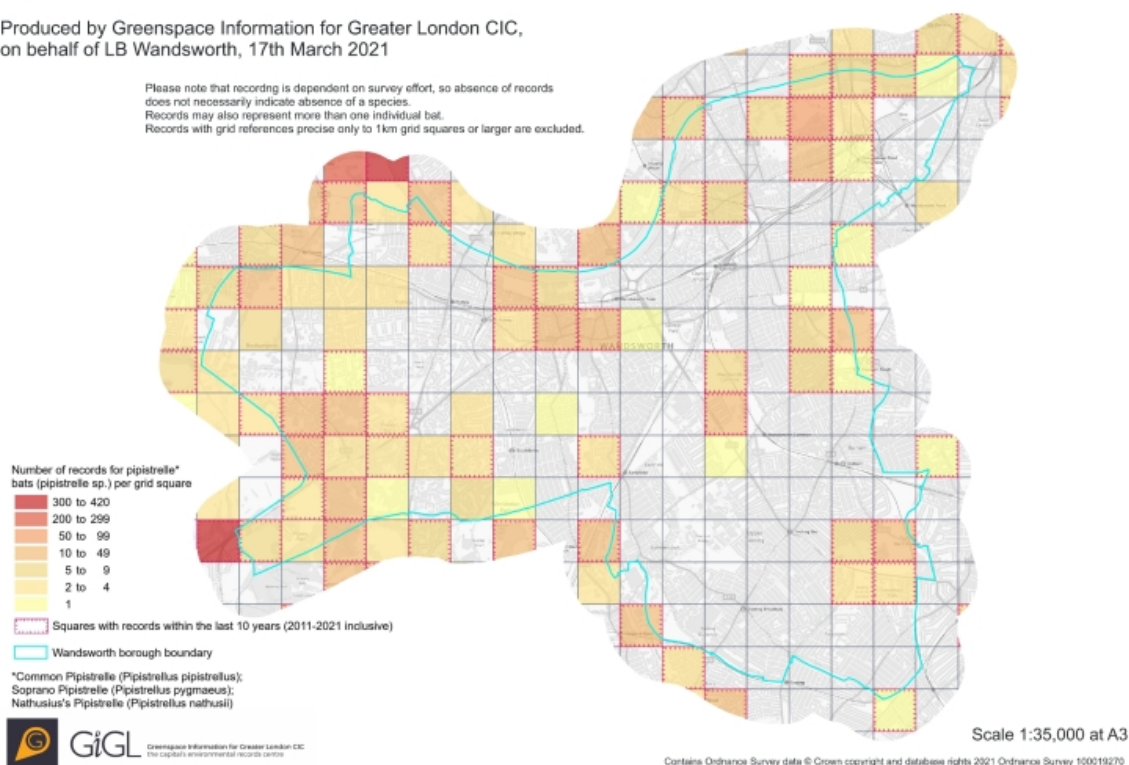 Produced by Greenspace Information for Greater London CIC,
on behalf of LB Wandsworth, 17th March 2021
Please note that recordng is dependent on survey effort, so absence of records
does not necessarily indicate absence of a species.
Records may also represent more than one individual bat.
Records with grid references precise only to 1km grid squares or larger are excluded.
WANDSWORTH
Number of records for pipistrelle*
bats (pipistrelle sp.) per grid square
300 to 420
200 to 299
50 to 99
10 to 49
5 to 9
2 to 4
1
Squares with records within the last 10 years (2011-2021 inclusive)
Wandsworth borough boundary
*Common Pipistrelle (Pipistrellus pipistrellus);
Soprano Pipistrelle (Pipistrellus pygmaeus);
Nathusius's Pipistrelle (Pipistrellus nathusii)
GiGL
Greenspace Information for Greater London CIC
the capital's environmental records centre
Scale 1:35,000 at A3
Contains Ordnance Survey data © Crown copyright and database rights 2021 Ordnance Survey 100019270